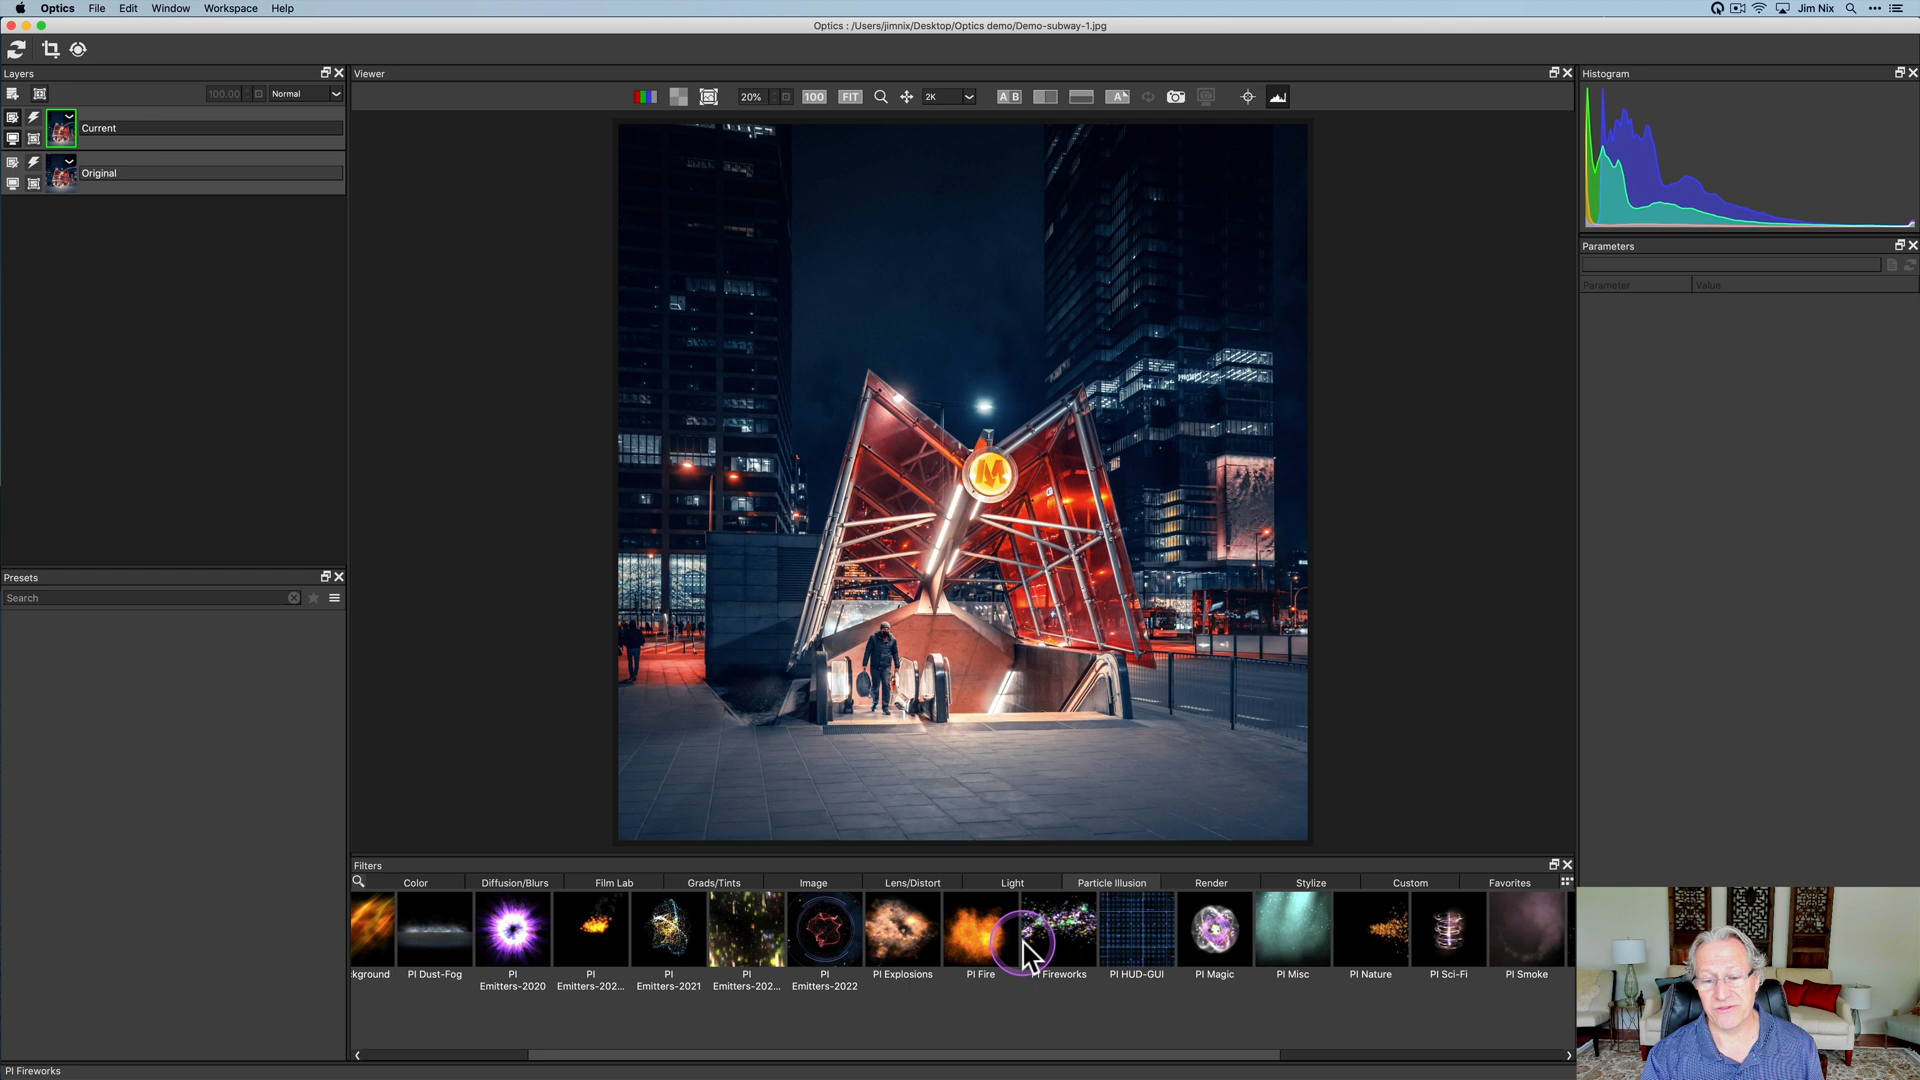 Optics File Edit Window Workspace Help Jim Nix
Optics : /Users/jimnix/Desktop/Optics demo/Demo-subway-1.jpg
Layers
100.00 Normal
Current
Original
Presets
Search
Viewer
20% 100 FIT 2K A B A
M
Histogram
Parameters
Parameter Value
Filters
Color Diffusion/Blurs Film Lab Grads/Tints Image Lens/Distort Light Particle Illusion Render Stylize Custom Favorites
kground PI Dust-Fog PI Emitters-2020 PI Emitters-202... PI Emitters-2021 PI Emitters-202... PI Emitters-2022 PI Explosions PI Fire PI Fireworks PI HUD-GUI PI Magic PI Misc PI Nature PI Sci-Fi PI Smoke
PI Fireworks